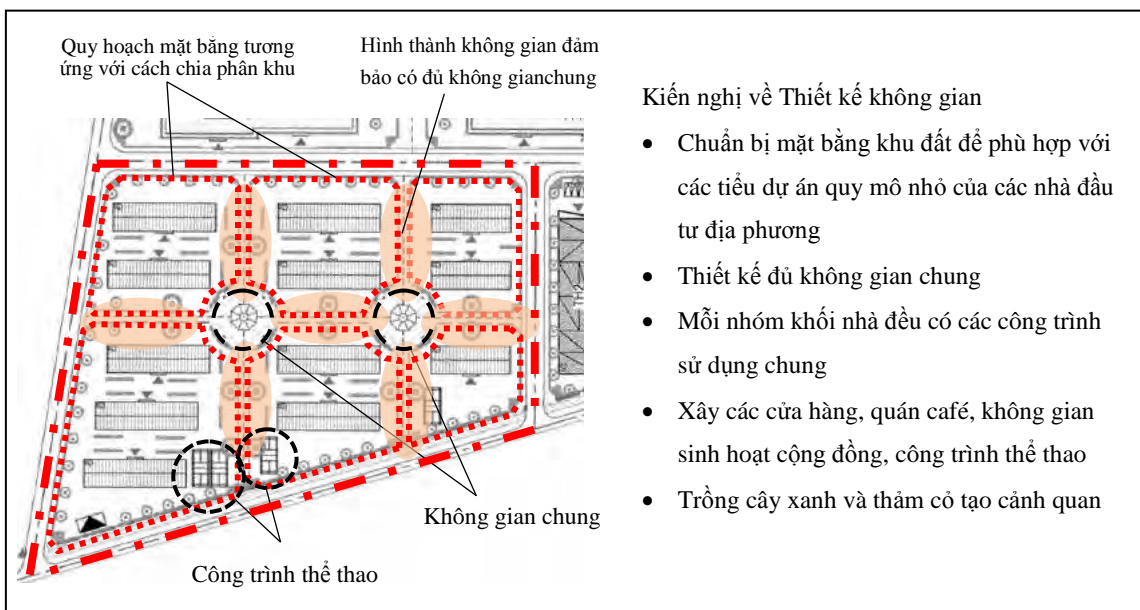 Quy hoạch mặt bằng tương
ứng với cách chia phân khu
Hình thành không gian đảm
bảo có đủ không gianchung
Không gian chung
Công trình thể thao
Kiến nghị về Thiết kế không gian
• Chuẩn bị mặt bằng khu đất để phù hợp với
các tiểu dự án quy mô nhỏ của các nhà đầu
tư địa phương
• Thiết kế đủ không gian chung
• Mỗi nhóm khối nhà đều có các công trình
sử dụng chung
• Xây các cửa hàng, quán café, không gian
sinh hoạt cộng đồng, công trình thể thao
• Trồng cây xanh và thảm cỏ tạo cảnh quan